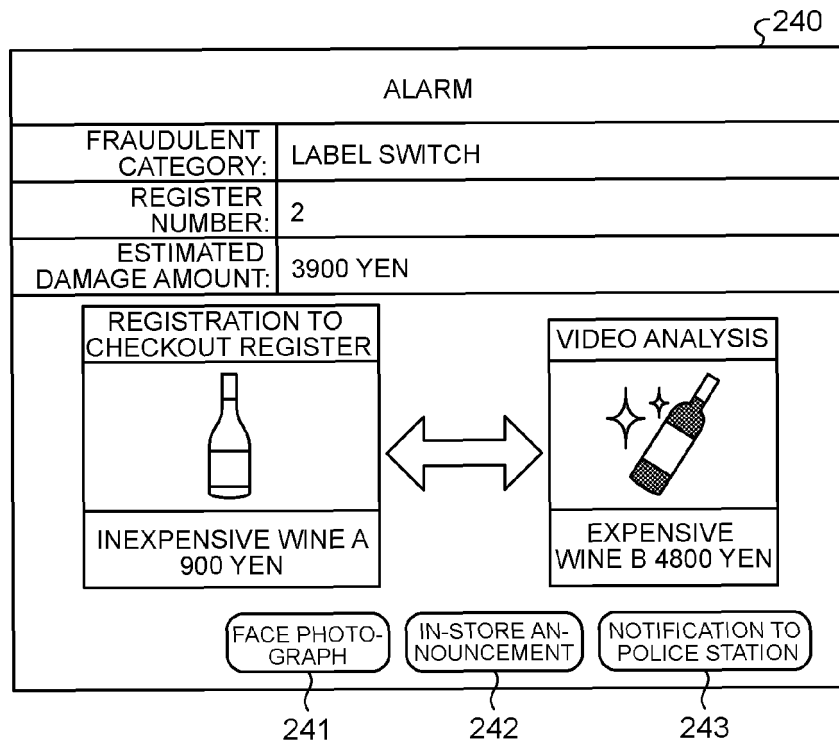 240
ALARM
FRAUDULENT
CATEGORY:
LABEL SWITCH
REGISTER
NUMBER:
2
ESTIMATED
DAMAGE AMOUNT:
3900 YEN
REGISTRATION TO
CHECKOUT REGISTER
INEXPENSIVE WINE A
900 YEN
VIDEO ANALYSIS
EXPENSIVE
WINE B 4800 YEN
FACE PHOTO-
GRAPH
IN-STORE AN-
NOUNCEMENT
NOTIFICATION TO
POLICE STATION
241
242
243